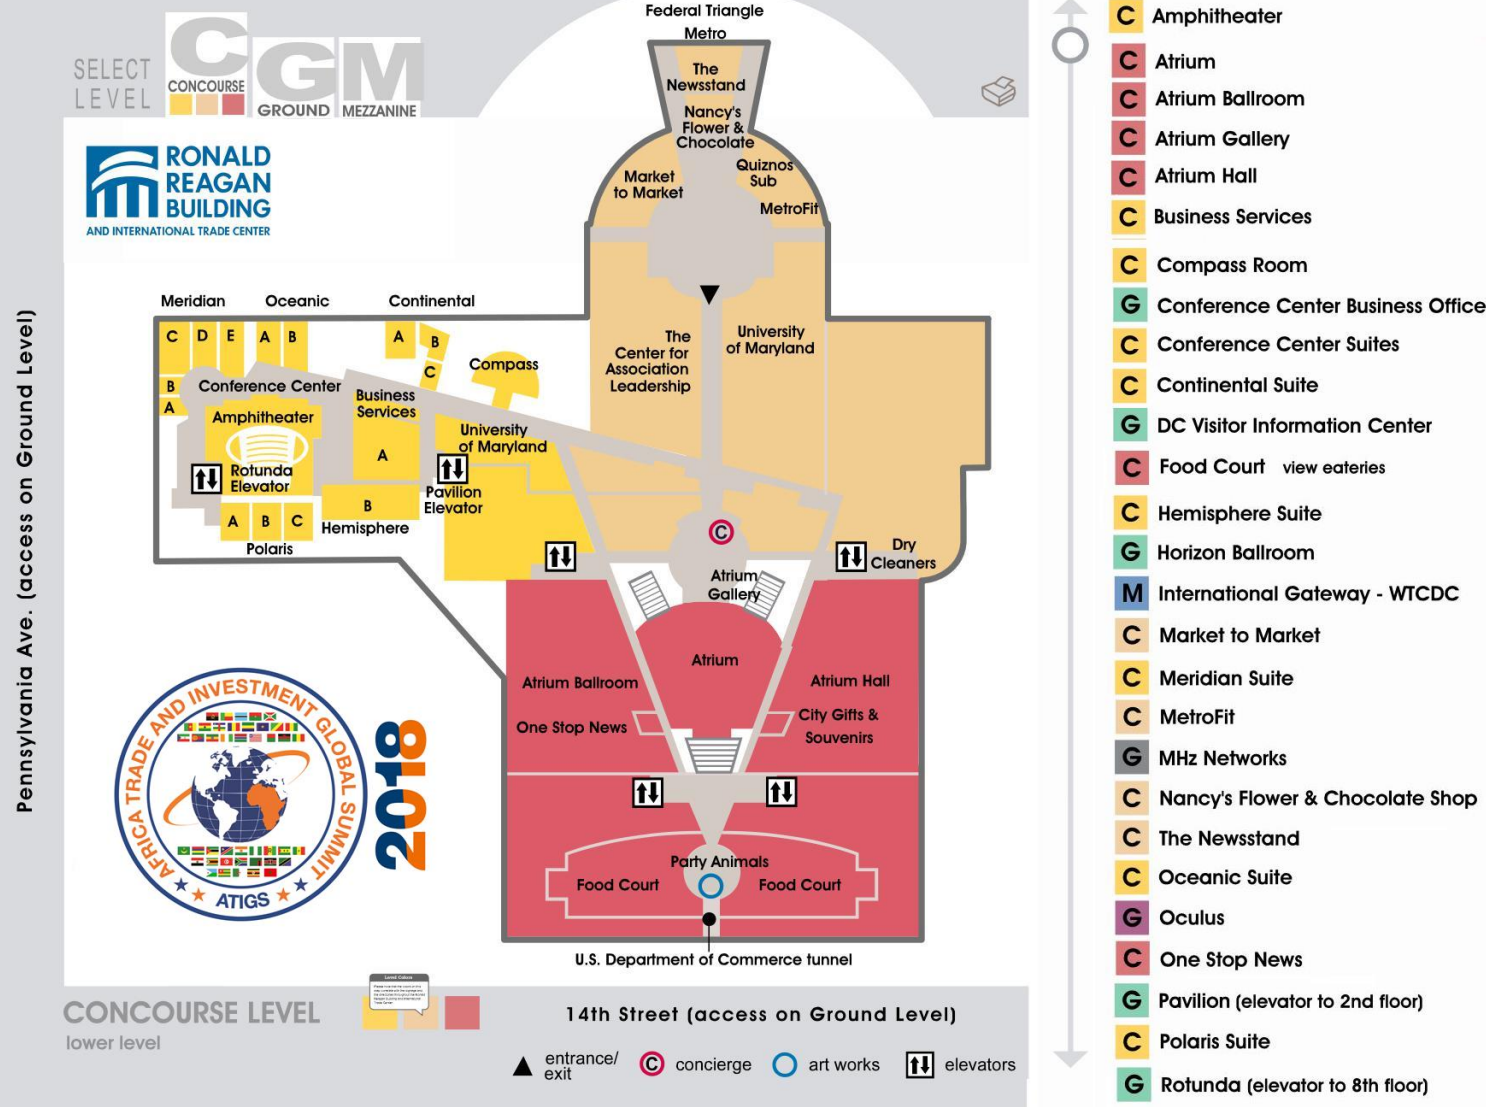 SELECT
LEVEL
C
CONCOURSE
G
GROUND
M
MEZZANINE
RONALD
REAGAN
BUILDING
AND INTERNATIONAL TRADE CENTER
Pennsylvania Ave. (access on Ground Level)
Federal Triangle
Metro
The
Newsstand
Nancy's
Flower &
Chocolate
Market
to Market
Quiznos
Sub
MetroFit
The
Center for
Association
Leadership
University
of Maryland
Meridian
Oceanic
Continental
C D E A B
A
B
C
B
A
Compass
Conference Center
Business
Services
Amphitheater
A
University
of Maryland
Rotunda
Elevator
Pavilion
Elevator
B
Hemisphere
A B C
Polaris
C
Dry
Cleaners
Atrium
Gallery
Atrium
Atrium Ballroom
Atrium Hall
One Stop News
City Gifts &
Souvenirs
Party Animals
Food Court
Food Court
U.S. Department of Commerce tunnel
AFRICA TRADE AND INVESTMENT GLOBAL SUMMIT
ATIGS
2018
CONCOURSE LEVEL
lower level
14th Street (access on Ground Level)
entrance/
exit
C concierge
art works
elevators
C Amphitheater
C Atrium
C Atrium Ballroom
C Atrium Gallery
C Atrium Hall
C Business Services
C Compass Room
G Conference Center Business Office
C Conference Center Suites
C Continental Suite
G DC Visitor Information Center
C Food Court view eateries
C Hemisphere Suite
G Horizon Ballroom
M International Gateway - WTCDC
C Market to Market
C Meridian Suite
C MetroFit
G MHz Networks
C Nancy's Flower & Chocolate Shop
C The Newsstand
C Oceanic Suite
G Oculus
C One Stop News
G Pavilion (elevator to 2nd floor)
C Polaris Suite
G Rotunda (elevator to 8th floor)